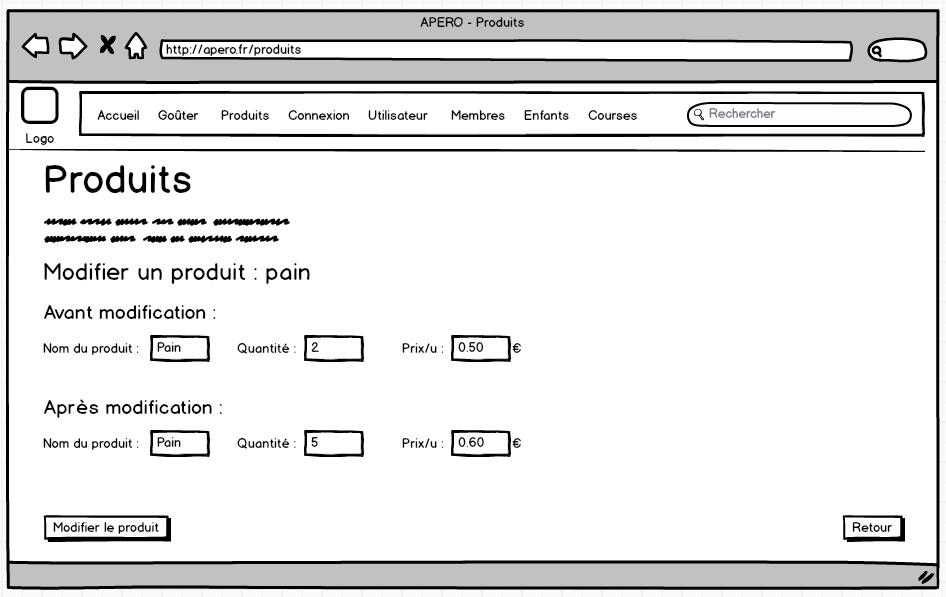 APERO - Produits
http://apero.fr/produits
Accueil Goûter Produits Connexion Utilisateur Membres Enfants Courses Rechercher
Logo
Produits
Modifier un produit : pain
Avant modification :
Nom du produit : Pain Quantité : 2 Prix/u : 0.50 €
Après modification :
Nom du produit : Pain Quantité : 5 Prix/u : 0.60 €
Modifier le produit Retour